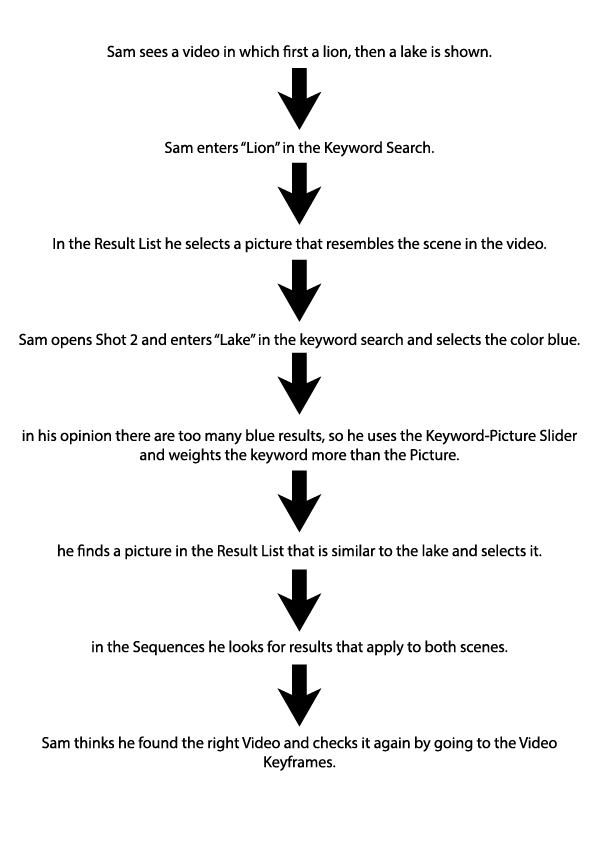 Sam sees a video in which first a lion, then a lake is shown.
Sam enters “Lion” in the Keyword Search.
In the Result List he selects a picture that resembles the scene in the video.
Sam opens Shot 2 and enters “Lake” in the keyword search and selects the color blue.
in his opinion there are too many blue results, so he uses the Keyword-Picture Slider
and weights the keyword more than the Picture.
he finds a picture in the Result List that is similar to the lake and selects it.
in the Sequences he looks for results that apply to both scenes.
Sam thinks he found the right Video and checks it again by going to the Video
Keyframes.